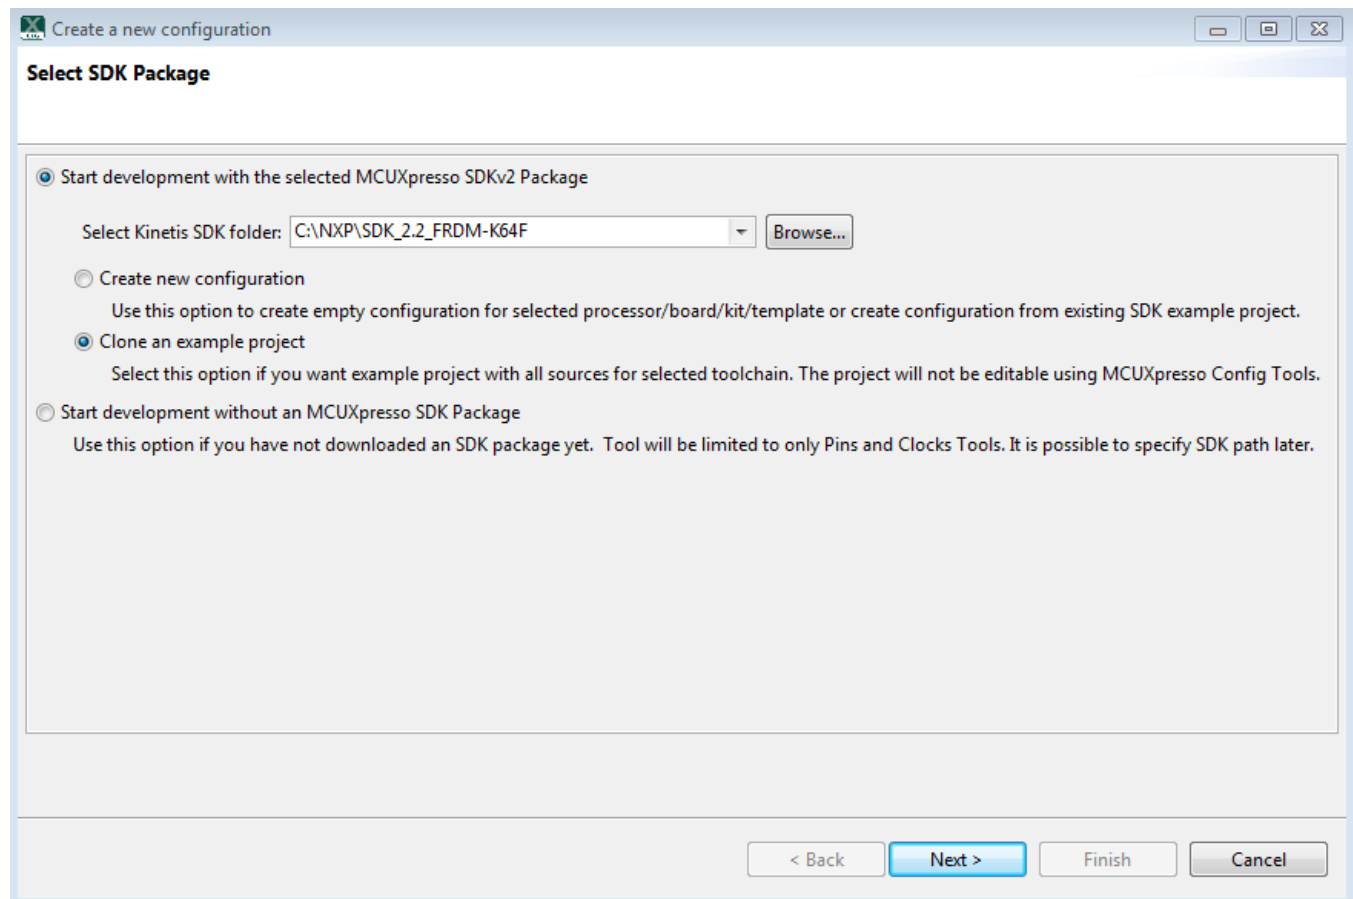 Create a new configuration
Select SDK Package
Start development with the selected MCUXpresso SDKv2 Package
Select Kinetis SDK folder: C:\NXP\SDK_2.2_FRDM-K64F Browse...
Create new configuration
Use this option to create empty configuration for selected processor/board/kit/template or create configuration from existing SDK example project.
Clone an example project
Select this option if you want example project with all sources for selected toolchain. The project will not be editable using MCUXpresso Config Tools.
Start development without an MCUXpresso SDK Package
Use this option if you have not downloaded an SDK package yet.  Tool will be limited to only Pins and Clocks Tools. It is possible to specify SDK path later.
< Back Next > Finish Cancel